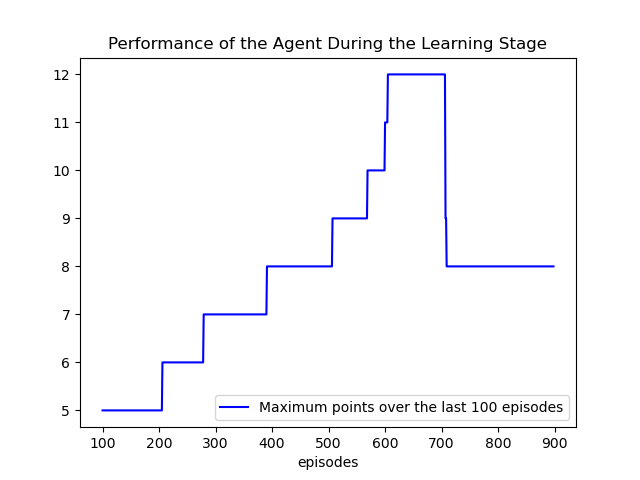 Performance of the Agent During the Learning Stage
12
11
10
9
8
7
6
5
Maximum points over the last 100 episodes
100 200 300 400 500 600 700 800 900
episodes